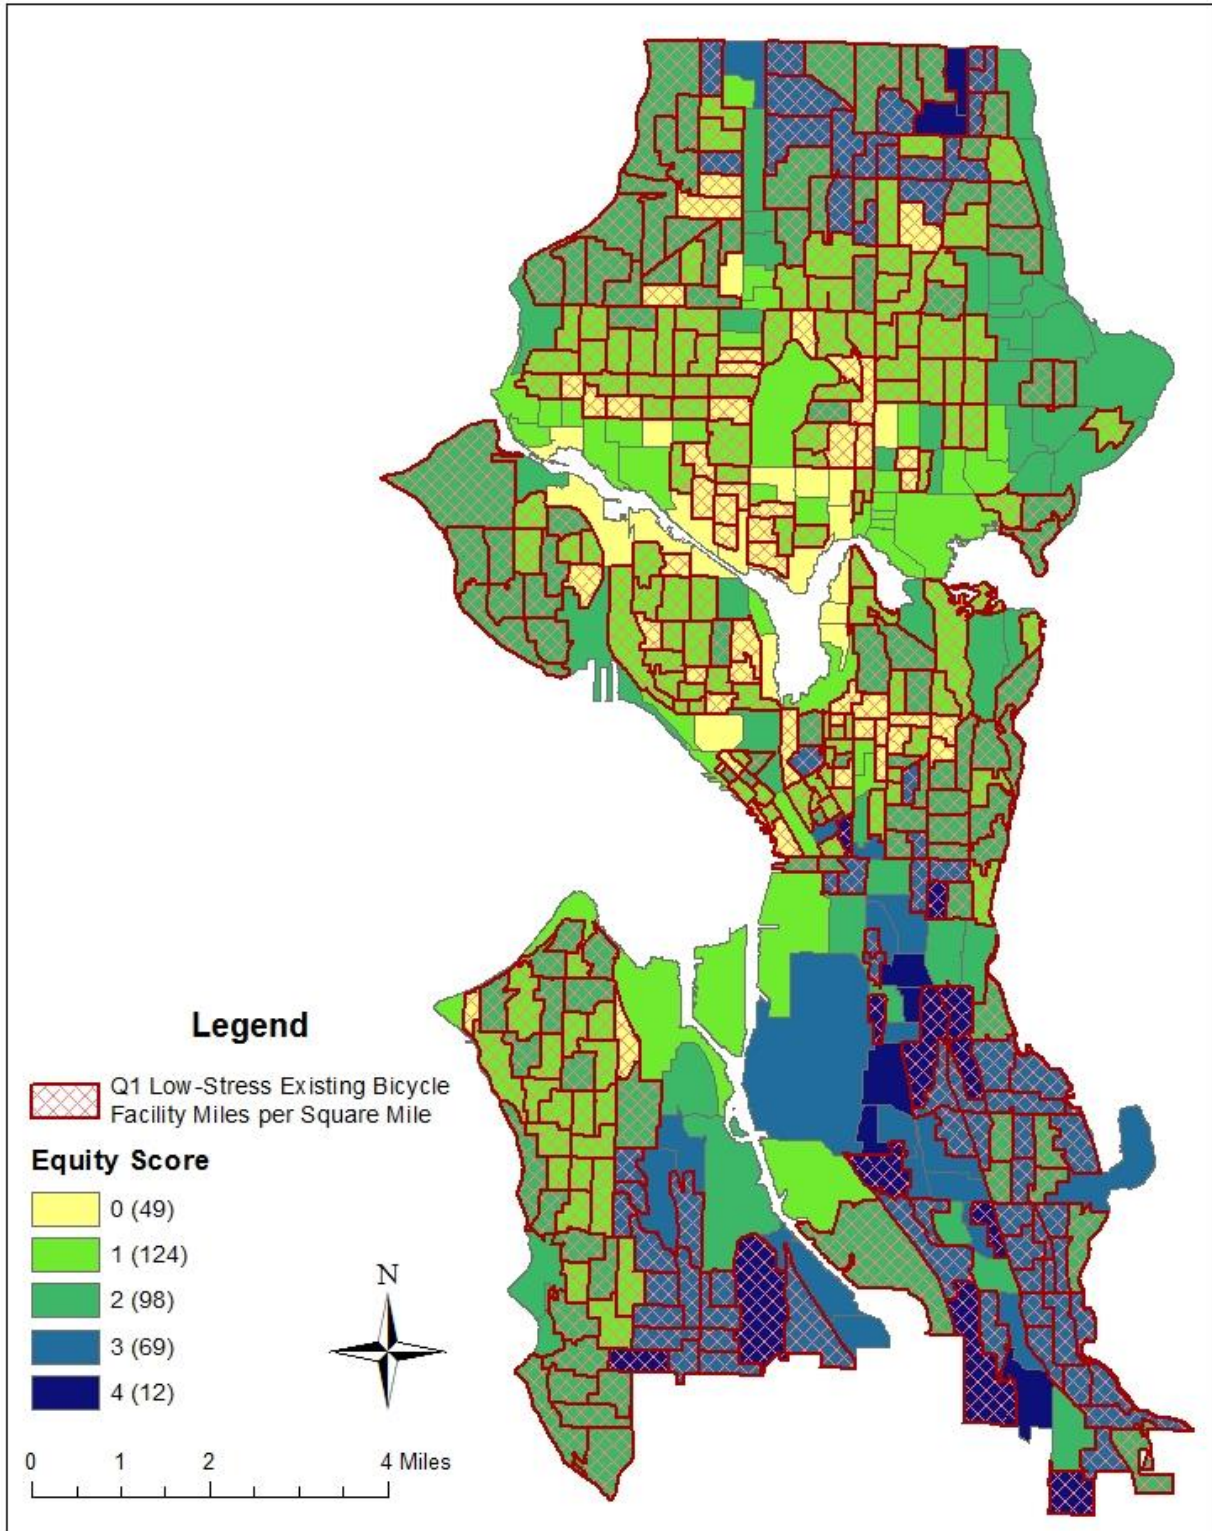 Legend
Q1 Low-Stress Existing Bicycle
Facility Miles per Square Mile
Equity Score
0 (49)
1 (124)
2 (98)
3 (69)
4 (12)
N
0 1 2 4 Miles